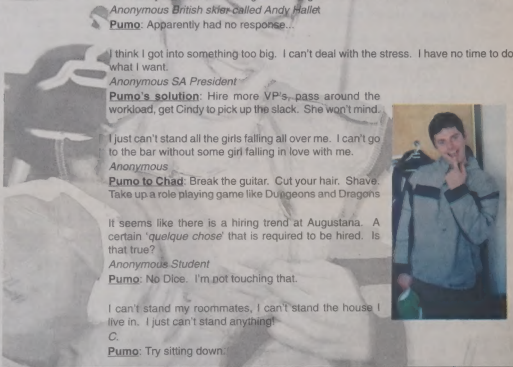 Anonymous British skier called Andy Hallet
Pumo: Apparently had no response...
I think I got into something too big. I can't deal with the stress. I have no time to do
what I want.
Anonymous SA President
Pumo's solution: Hire more VP's, pass around the
workload, get Cindy to pick up the slack. She won't mind.
I just can't stand all the girls falling all over me. I can't go
to the bar without some girl falling in love with me.
Anonymous
Pumo to Chad: Break the guitar. Cut your hair. Shave.
Take up a role playing game like Dungeons and Dragons
It seems like there is a hiring trend at Augustana. A
certain 'quelque chose' that is required to be hired. Is
that true?
Anonymous Student
Pumo: No Dice. I'm not touching that.
I can't stand my roommates, I can't stand the house I
live in. I just can't stand anything!
C.
Pumo: Try sitting down.